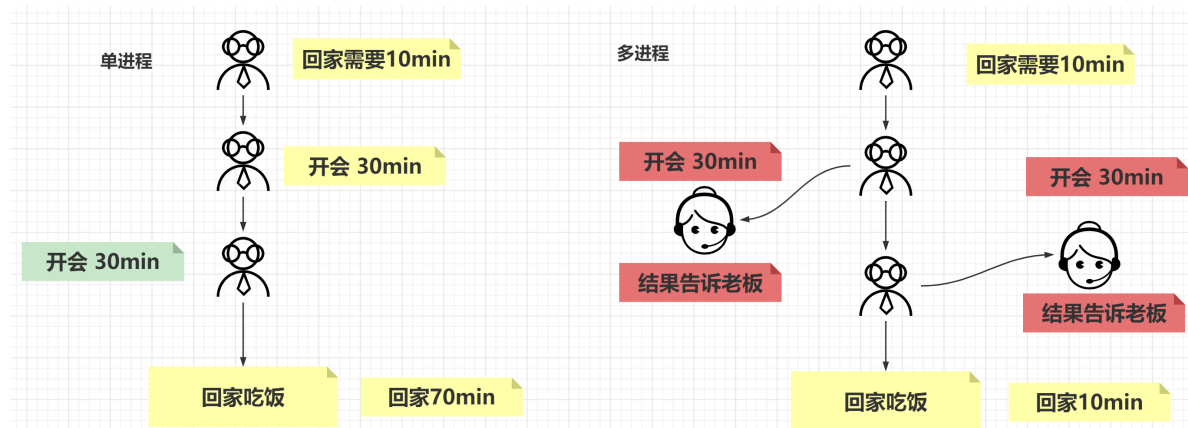 单进程
回家需要10min
开会 30min
开会 30min
回家吃饭
回家70min
多进程
回家需要10min
开会 30min
结果告诉老板
开会 30min
结果告诉老板
回家吃饭
回家10min